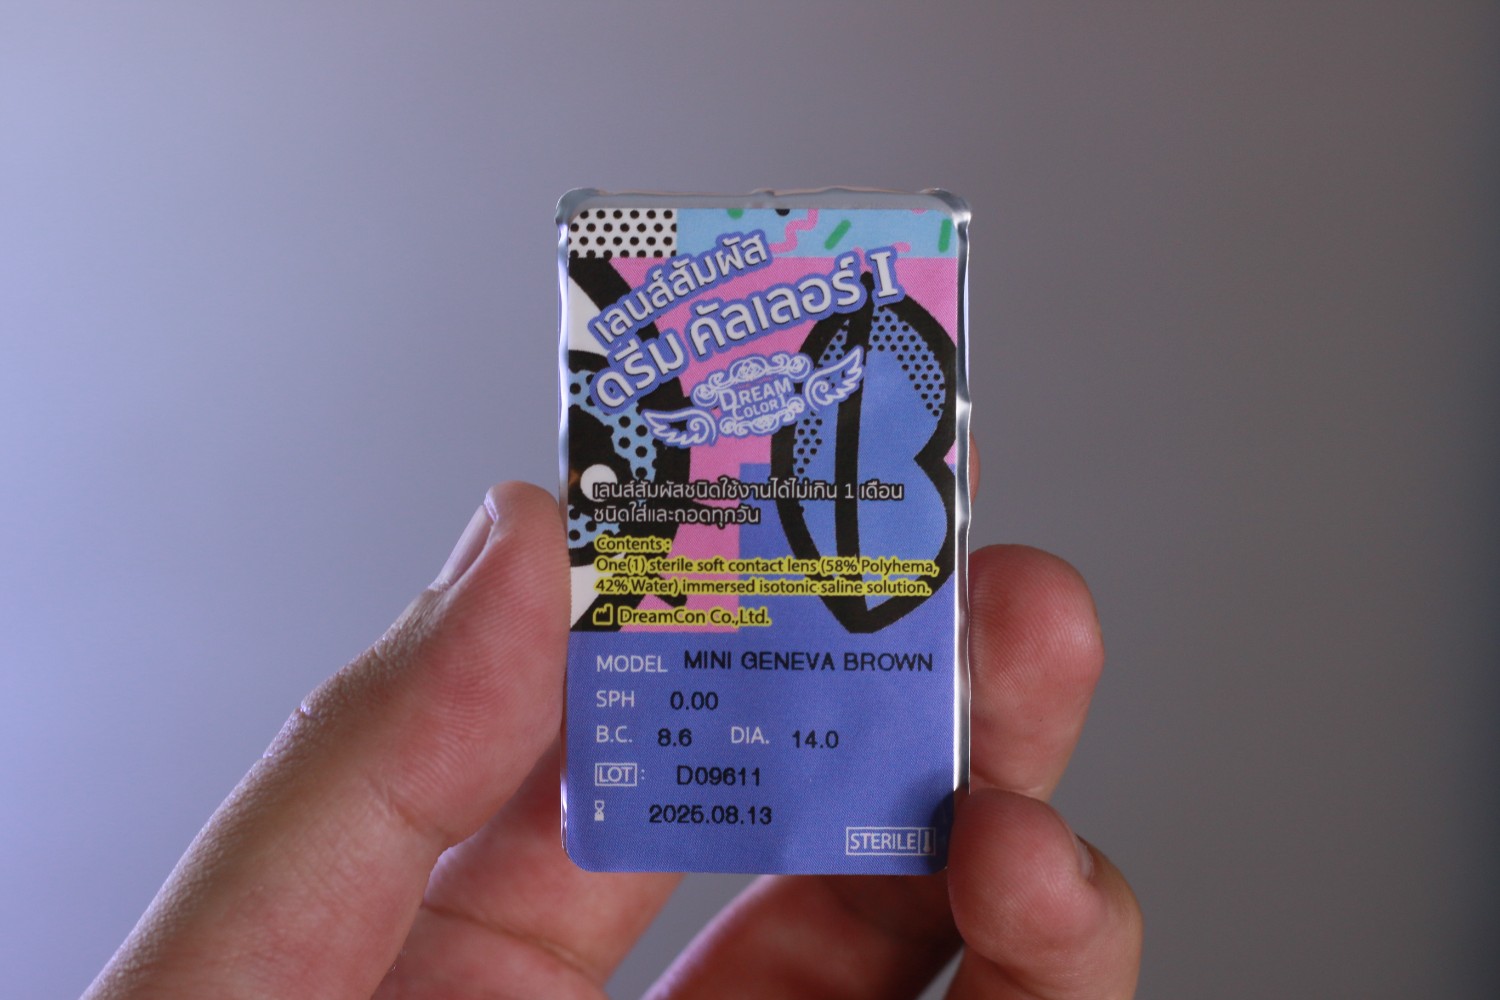 เลนส์สัมผัส
ดรีม คัลเลอร์ I
DREAM
COLOR1
เลนส์สัมผัสชนิดใช้งานได้ไม่เกิน 1 เดือน
ชนิดใส่และถอดทุกวัน
Contents :
One(1) sterile soft contact lens (58% Polyhema,
42% Water) immersed isotonic saline solution.
DreamCon Co.,Ltd.
MODEL MINI GENEVA BROWN
SPH 0.00
B.C. 8.6 DIA. 14.0
LOT : D09611
2025.08.13
STERILE